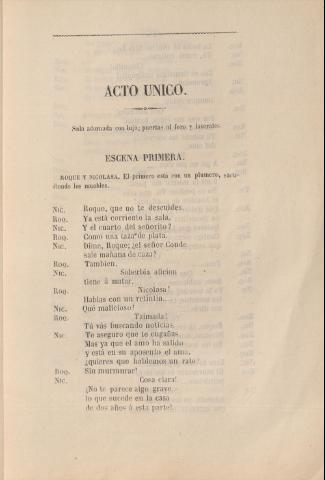 ACTO UNICO.
Sala adornada con lujo; puertas al foro y laterales.
ESCENA PRIMERA.
ROQUE Y NICOLASA. El primero esta con un plumero, sacu-
diendo los muebles.
NIC. Roque, que no te descuides.
ROQ. Ya está corriente la sala.
NIC. Y el cuarto del señorito?
ROQ. Como una taza de plata.
NIC. Dime, Roque; ¿el señor Conde
sale mañana de caza?
ROQ. Tambien.
NIC. Soberbia aficion
tiene á matar.
ROQ. Nicolasa!
Hablas con un retintin...
NIC. Qué malicioso!
ROQ. Taimada!
Tú vás buscando noticias.
NIC. Te aseguro que te engañas.
Mas ya que el amo ha salido
y está en su aposento el ama,
¿quieres que hablemos un rato?
ROQ. Sin murmurar!
NIC. Cosa clara!
¡No te parece algo grave
lo que sucede en la casa
de dos años á esta parte!